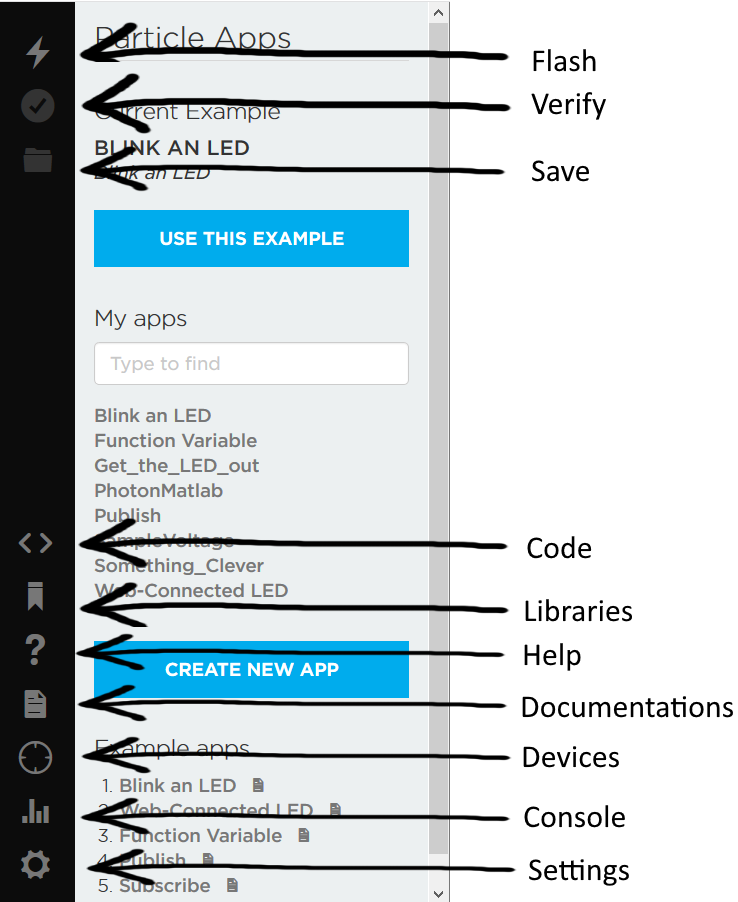 Particle Apps
Flash
Current Example
Verify
BLINK AN LED
Blink an LED
Save
USE THIS EXAMPLE
My apps
Type to find
Blink an LED
Function Variable
Get_the_LED_out
PhotonMatlab
Publish
SampleVoltage
Code
Something_Clever
Web-Connected LED
Libraries
Help
CREATE NEW APP
Documentations
Example apps
Devices
1. Blink an LED
2. Web-Connected LED
Console
3. Function Variable
4. Publish
Settings
5. Subscribe